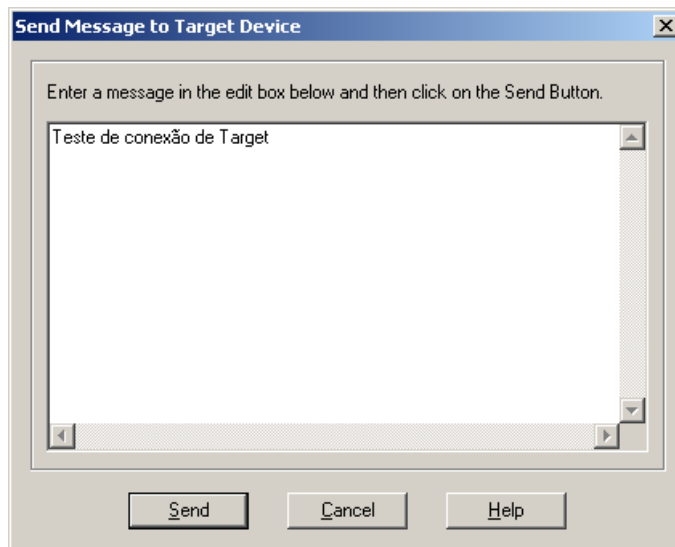 Send Message to Target Device
Enter a message in the edit box below and then click on the Send Button.
Teste de conexão de Target
Send
Cancel
Help